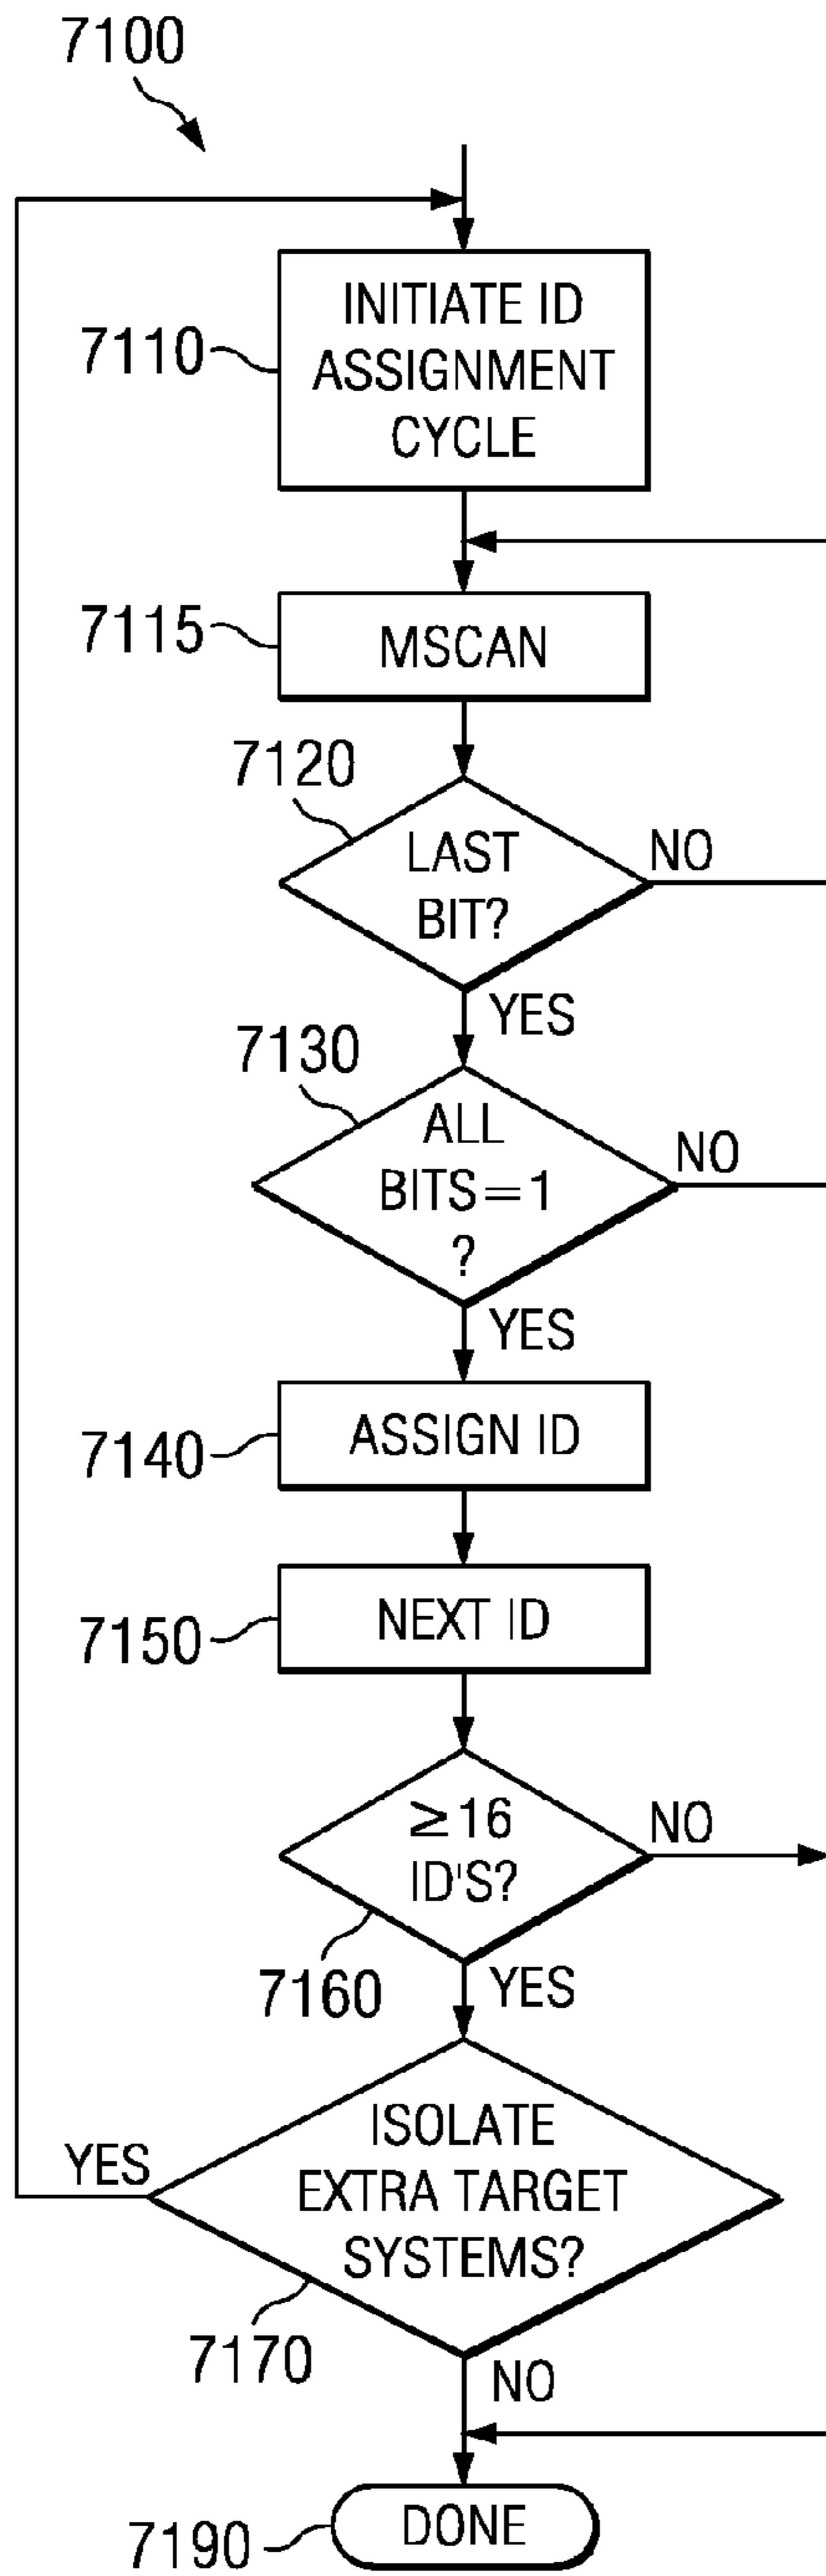 7100
INITIATE ID
ASSIGNMENT
CYCLE
7110
7115
MSCAN
7120
LAST
BIT?
NO
YES
7130
ALL
BITS=1
?
NO
YES
7140
ASSIGN ID
7150
NEXT ID
≥16
ID'S?
NO
7160
YES
ISOLATE
EXTRA TARGET
SYSTEMS?
YES
7170
NO
7190
DONE